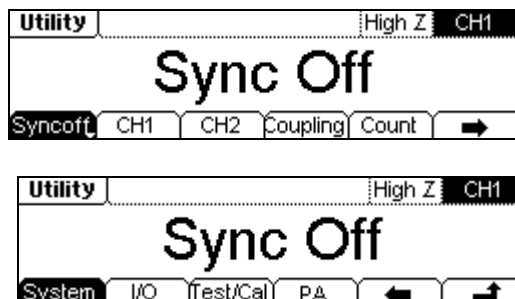 Utility High Z CH1
Sync Off
Syncoff CH1 CH2 Coupling Count
Utility High Z CH1
Sync Off
System I/O Test/Cal PA